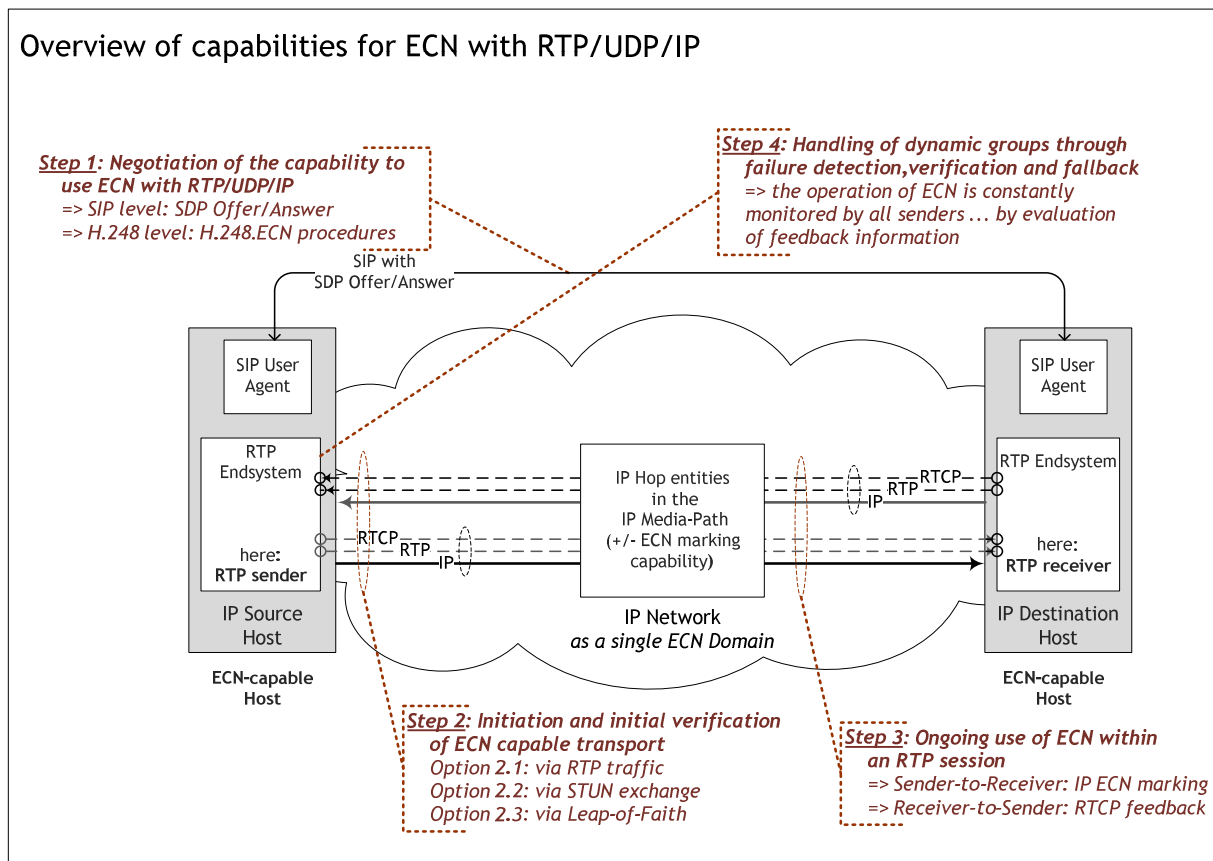 Overview of capabilities for ECN with RTP/UDP/IP
Step 1: Negotiation of the capability to
use ECN with RTP/UDP/IP
=> SIP level: SDP Offer/Answer
=> H.248 level: H.248.ECN procedures
Step 4: Handling of dynamic groups through
failure detection,verification and fallback
=> the operation of ECN is constantly
monitored by all senders ... by evaluation
of feedback information
SIP with
SDP Offer/Answer
SIP User
Agent
SIP User
Agent
RTP
Endsystem
here:
RTP sender
IP Source
Host
ECN-capable
Host
IP Hop entities
in the
IP Media-Path
(+/- ECN marking
capability)
IP Network
as a single ECN Domain
RTCP
RTP
IP
RTCP
RTP
IP
RTP Endsystem
here:
RTP receiver
IP Destination
Host
ECN-capable
Host
Step 2: Initiation and initial verification
of ECN capable transport
Option 2.1: via RTP traffic
Option 2.2: via STUN exchange
Option 2.3: via Leap-of-Faith
Step 3: Ongoing use of ECN within
an RTP session
=> Sender-to-Receiver: IP ECN marking
=> Receiver-to-Sender: RTCP feedback